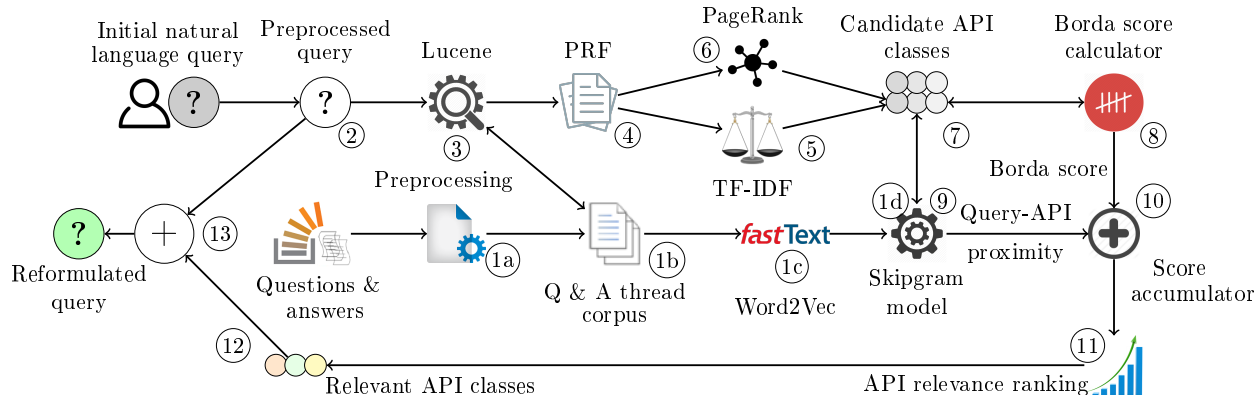 Initial natural
language query
?
Preprocessed
query
?
2
Lucene
3
PRF
4
PageRank
6
5
TF-IDF
Candidate API
classes
7
Borda score
calculator
8
Borda score
Preprocessing
1a
Questions &
answers
1b
Q & A thread
corpus
fastText
1c
Word2Vec
1d
9
Skipgram
model
Query-API
proximity
10
Score
accumulator
11
API relevance ranking
Relevant API classes
12
+
13
?
Reformulated
query